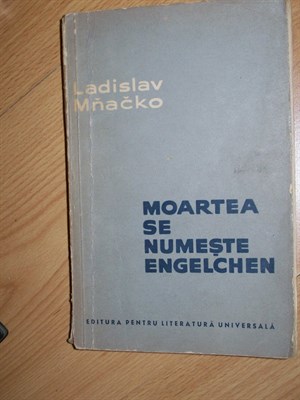 Ladislav
Mňačko
MOARTEA
SE
NUMEȘTE
ENGELCHEN
EDITURA PENTRU LITERATURĂ UNIVERSALĂ